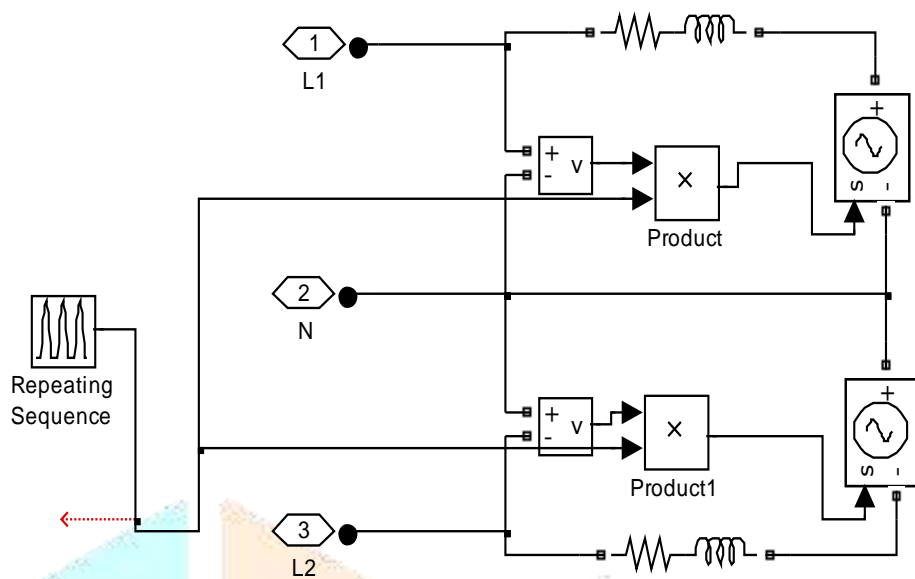 1
L1
+
+
-
v
×
s
-
Product
2
N
Repeating
Sequence
+
+
-
v
×
s
-
Product1
3
L2